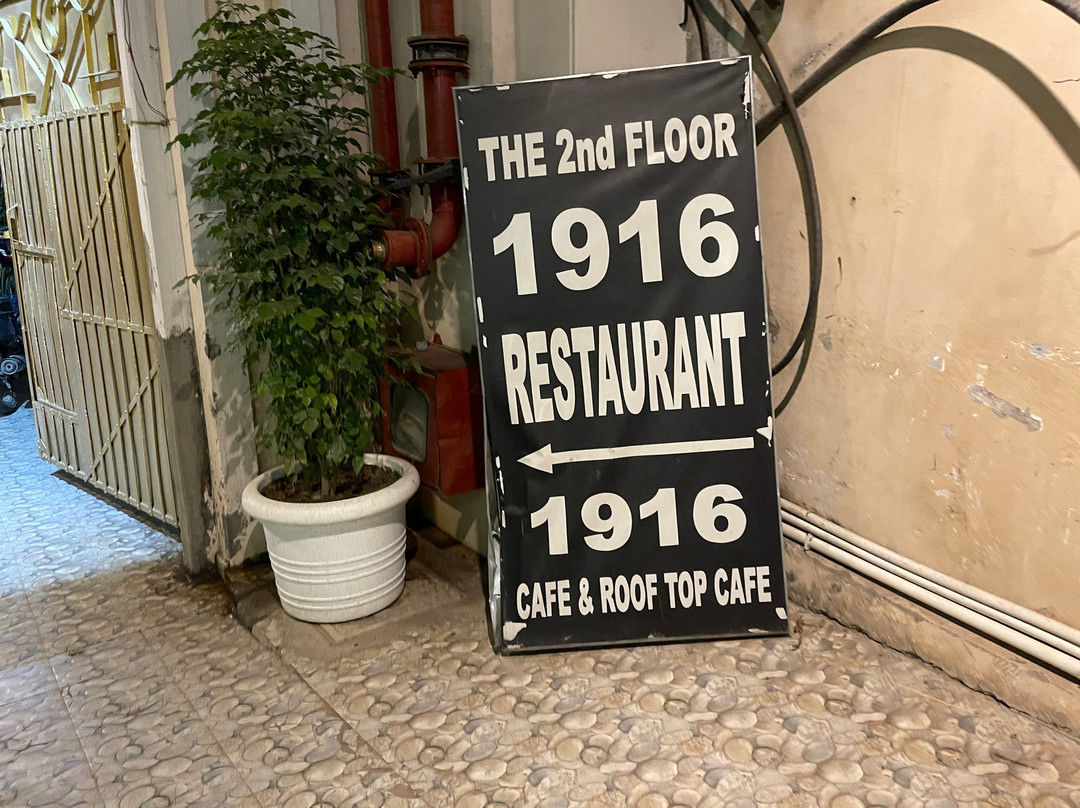 THE 2nd FLOOR
1916
RESTAURANT
1916
CAFE & ROOF TOP CAFE